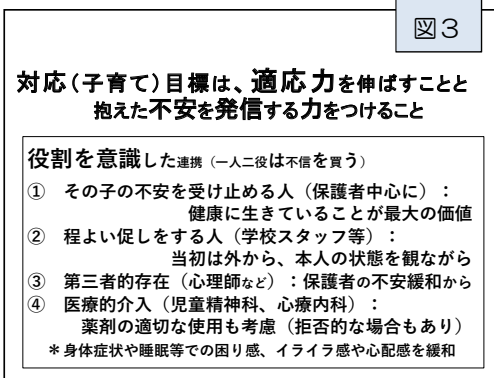 図３
対応（子育て）目標は、適応力を伸ばすことと
抱えた不安を発信する力をつけること
役割を意識した連携（一人二役は不信を買う）
① その子の不安を受け止める人（保護者中心に）：
健康に生きていることが最大の価値
② 程よい促しをする人（学校スタッフ等）：
当初は外から、本人の状態を観ながら
③ 第三者的存在（心理師など）：保護者の不安緩和から
④ 医療的介入（児童精神科、心療内科）：
薬剤の適切な使用も考慮（拒否的な場合もあり）
＊身体症状や睡眠等での困り感、イライラ感や心配感を緩和